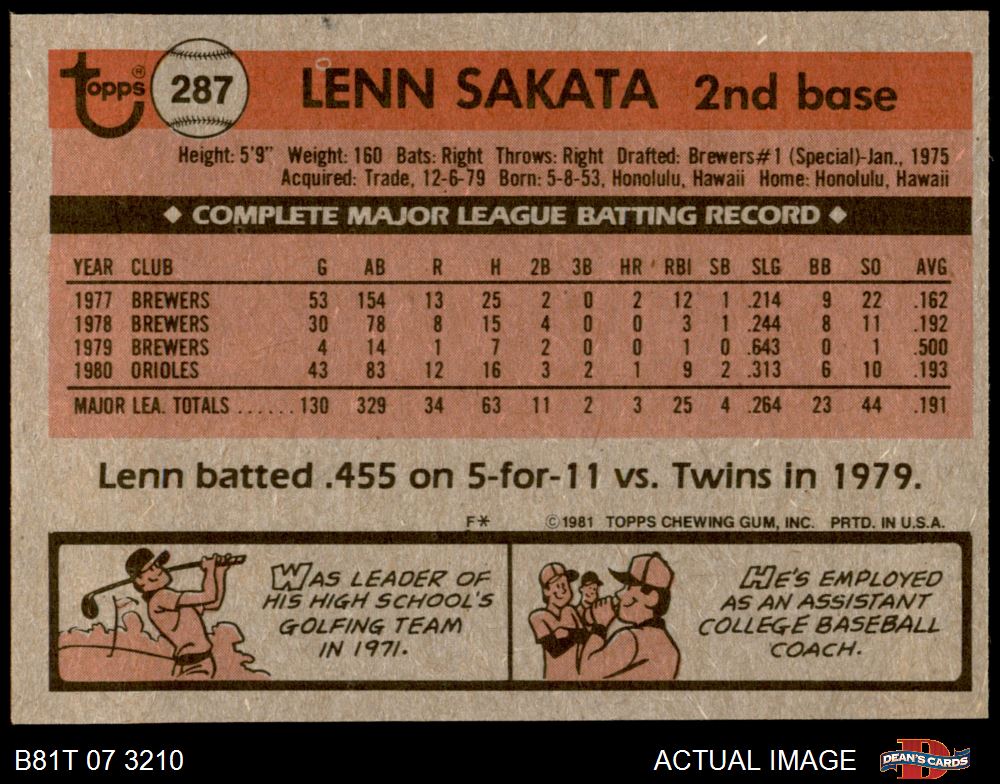 topps® 287 LENN SAKATA 2nd base
Height: 5'9" Weight: 160 Bats: Right Throws: Right Drafted: Brewers#1 (Special)-Jan., 1975
Acquired: Trade, 12-6-79 Born: 5-8-53, Honolulu, Hawaii Home: Honolulu, Hawaii
◆ COMPLETE MAJOR LEAGUE BATTING RECORD ◆
YEAR CLUB G AB R H 2B 3B HR RBI SB SLG BB SO AVG
1977 BREWERS 53 154 13 25 2 0 2 12 1 .214 9 22 .162
1978 BREWERS 30 78 8 15 4 0 0 3 1 .244 8 11 .192
1979 BREWERS 4 14 1 7 2 0 0 1 0 .643 0 1 .500
1980 ORIOLES 43 83 12 16 3 2 1 9 2 .313 6 10 .193
MAJOR LEA. TOTALS ...... 130 329 34 63 11 2 3 25 4 .264 23 44 .191
Lenn batted .455 on 5-for-11 vs. Twins in 1979.
F* ©1981 TOPPS CHEWING GUM, INC. PRTD. IN U.S.A.
WAS LEADER OF
HIS HIGH SCHOOL'S
GOLFING TEAM
IN 1971.
HE'S EMPLOYED
AS AN ASSISTANT
COLLEGE BASEBALL
COACH.
B81T 07 3210 ACTUAL IMAGE DEAN'S CARDS